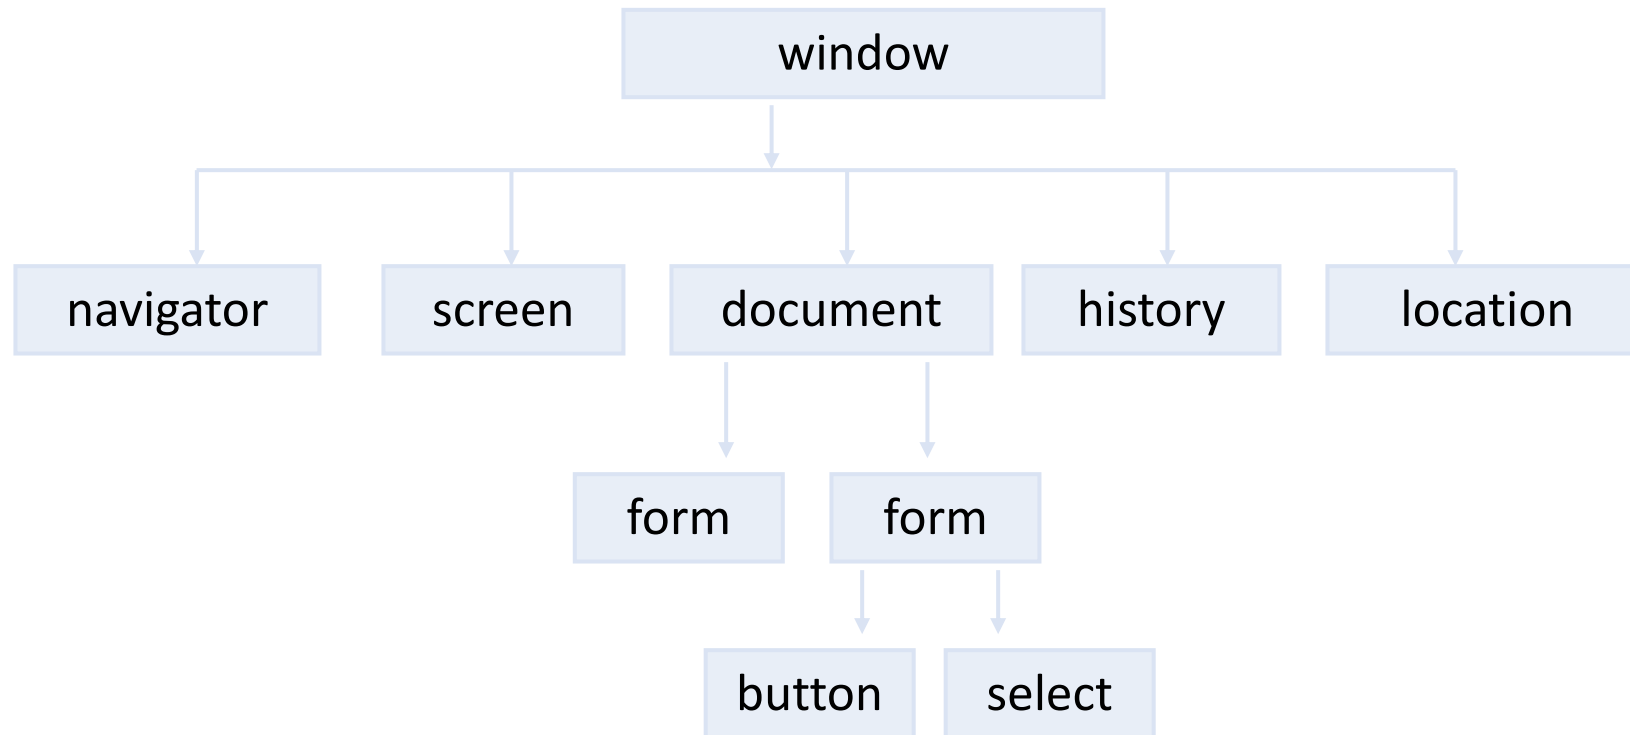 window
navigator
screen
document
history
location
form
form
button
select